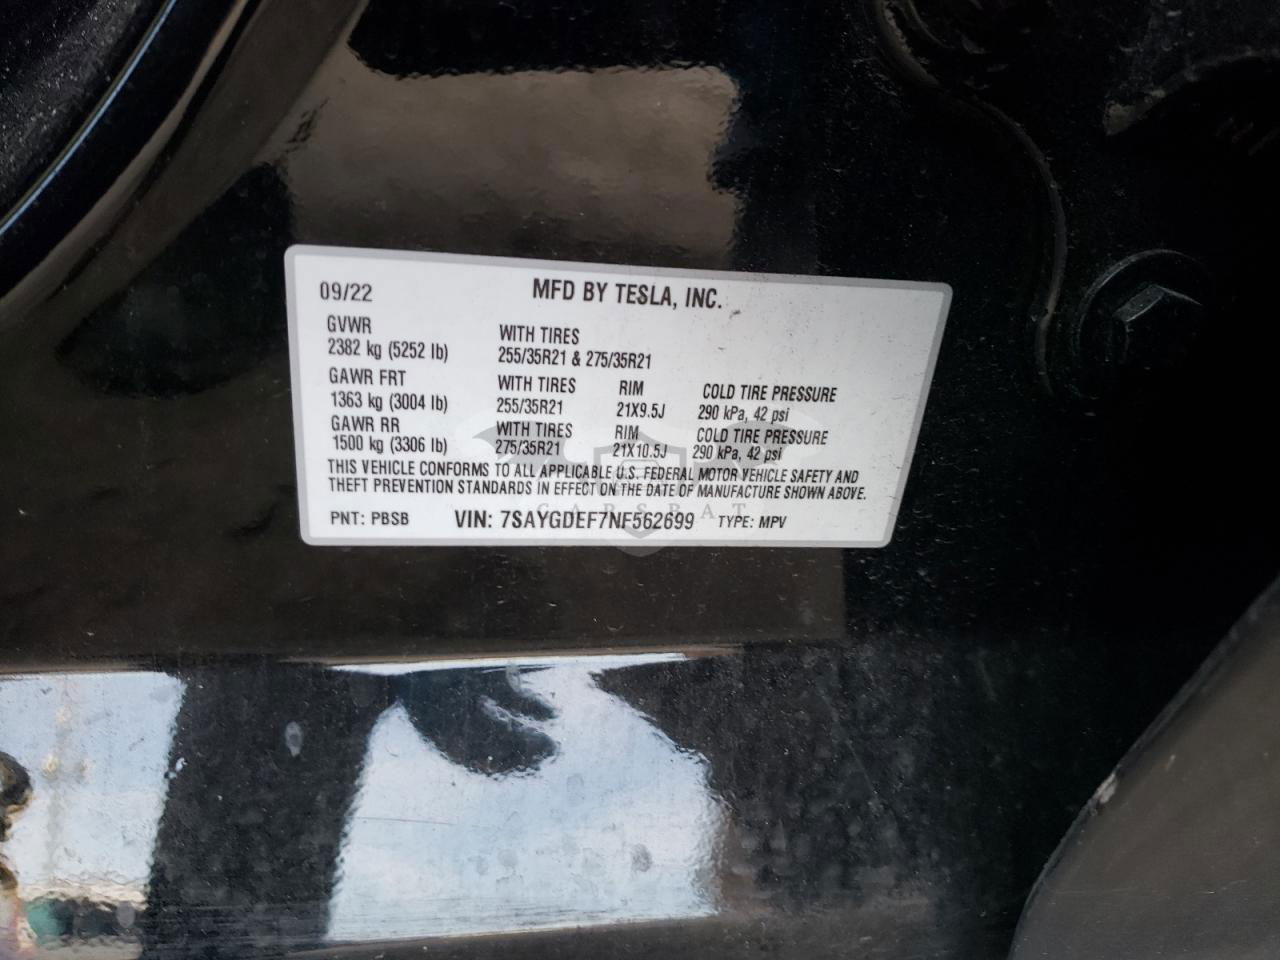 09/22 MFD BY TESLA, INC.
GVWR WITH TIRES
2382 kg (5252 lb) 255/35R21 & 275/35R21
GAWR FRT WITH TIRES RIM COLD TIRE PRESSURE
1363 kg (3004 lb) 255/35R21 21X9.5J 290 kPa, 42 psi
GAWR RR WITH TIRES RIM COLD TIRE PRESSURE
1500 kg (3306 lb) 275/35R21 21X10.5J 290 kPa, 42 psi
THIS VEHICLE CONFORMS TO ALL APPLICABLE U.S. FEDERAL MOTOR VEHICLE SAFETY AND
THEFT PREVENTION STANDARDS IN EFFECT ON THE DATE OF MANUFACTURE SHOWN ABOVE.
CARSBAT
PNT: PBSB VIN: 7SAYGDEF7NF562699 TYPE: MPV